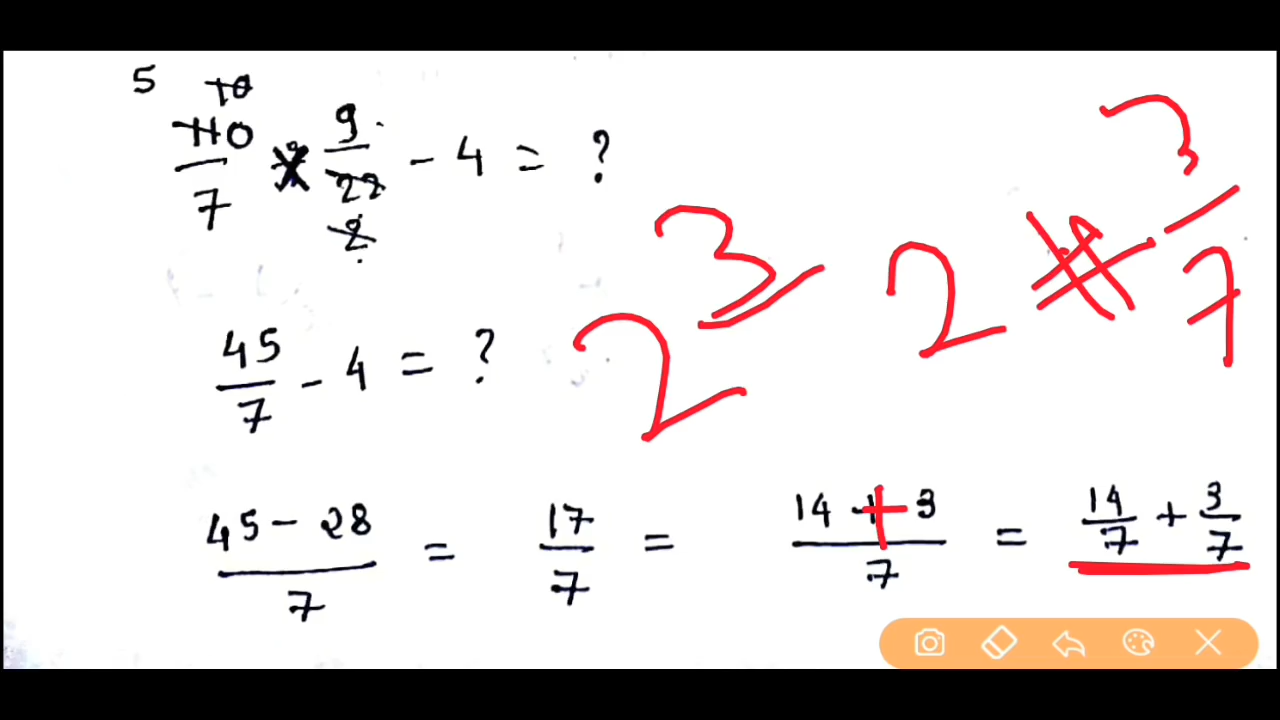 5 10
110/7 × 9/22 - 4 = ?
2
45/7 - 4 = ?
2 3
2 3/7
45 - 28/7 = 17/7 = 14 + 3/7 = 14/7 + 3/7